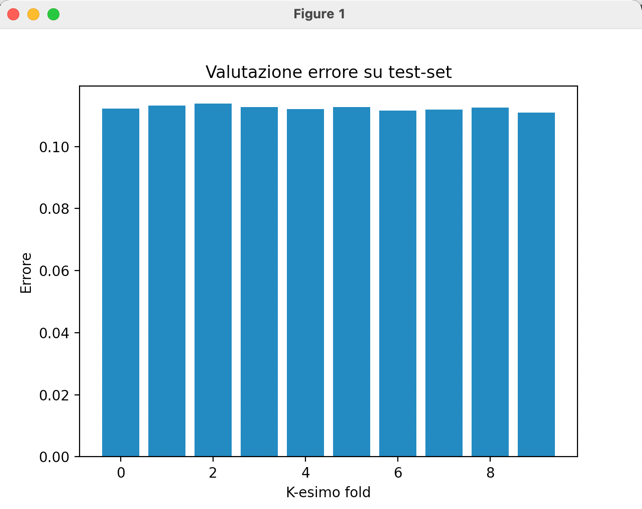 Figure 1
Valutazione errore su test-set
0.10
0.08
0.06
0.04
0.02
0.00
Errore
0 2 4 6 8
K-esimo fold